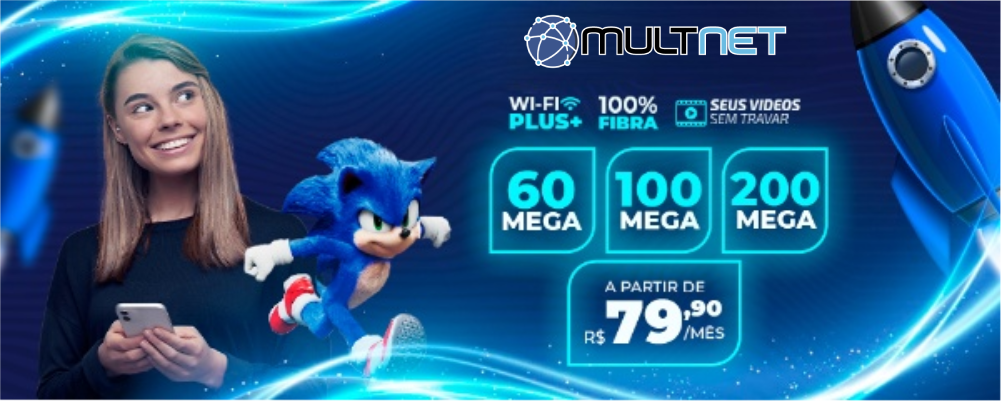 MULTNET
WI-FI
PLUS+
100%
FIBRA
SEUS VIDEOS
SEM TRAVAR
60
MEGA
100
MEGA
200
MEGA
A PARTIR DE
R$ 79,90
/MÊS